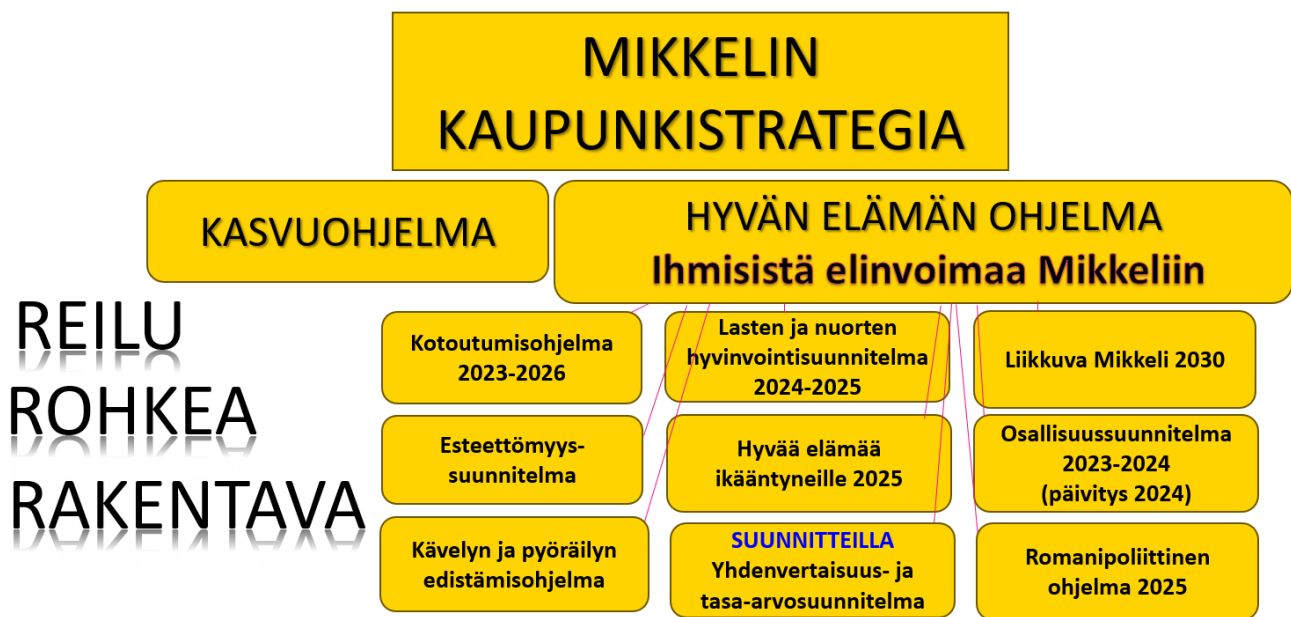 MIKKELIN
KAUPUNKISTRATEGIA
KASVUOHJELMA
HYVÄN ELÄMÄN OHJELMA
Ihmisistä elinvoimaa Mikkeliin
REILU
ROHKEA
RAKENTAVA
Kotoutumisohjelma
2023-2026
Lasten ja nuorten
hyvinvointisuunnitelma
2024-2025
Liikkuva Mikkeli 2030
Esteettömyys-
suunnitelma
Hyvää elämää
ikääntyneille 2025
Osallisuussuunnitelma
2023-2024
(päivitys 2024)
Kävelyn ja pyöräilyn
edistämisohjelma
SUUNNITTEILLA
Yhdenvertaisuus- ja
tasa-arvosuunnitelma
Romanipoliittinen
ohjelma 2025